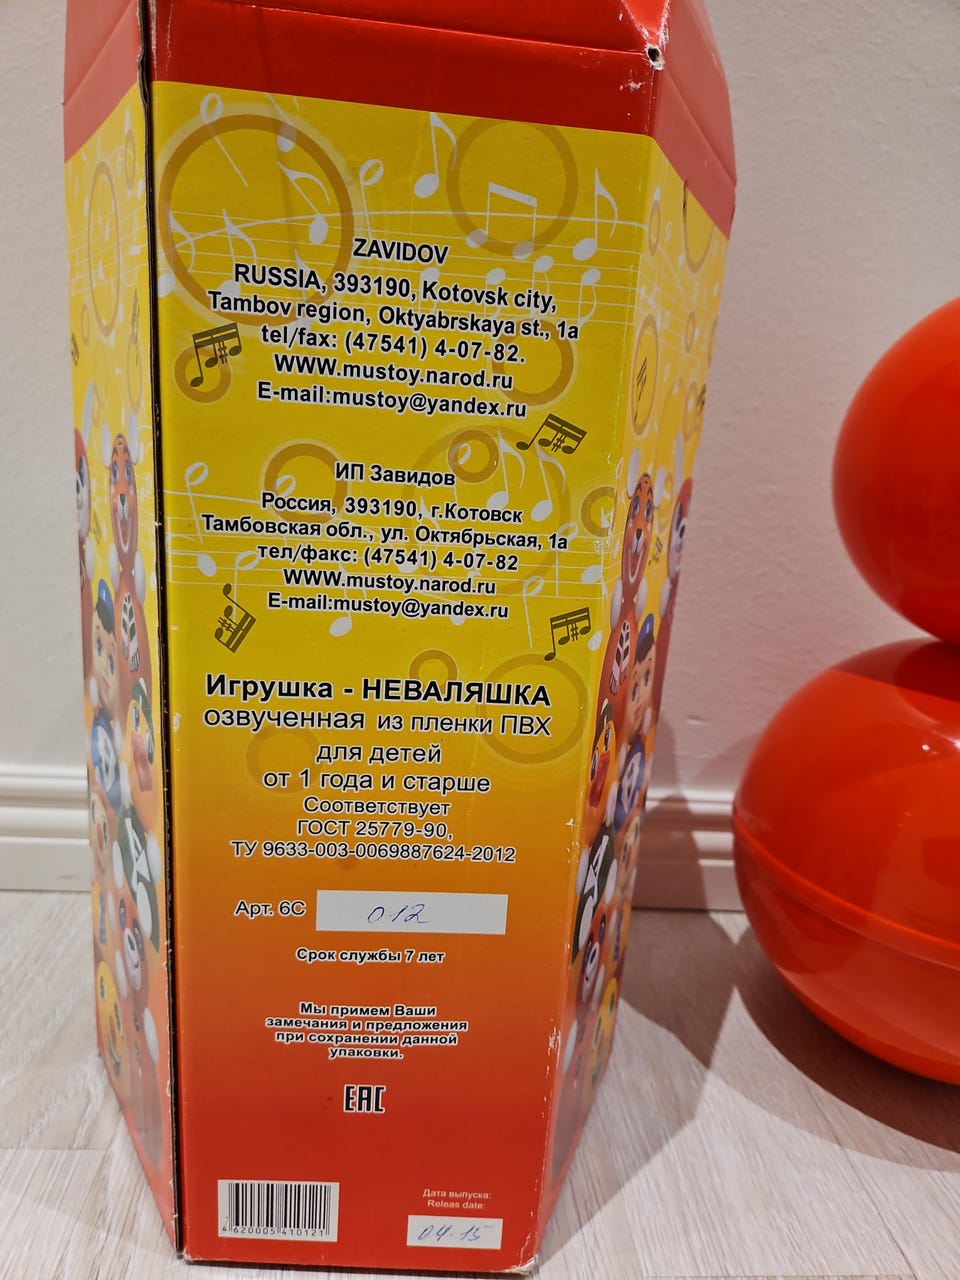 ZAVIDOV
RUSSIA, 393190, Kotovsk city,
Tambov region, Oktyabrskaya st., 1a
tel/fax: (47541) 4-07-82.
WWW.mustoy.narod.ru
E-mail:mustoy@yandex.ru
ИП Завидов
Россия, 393190, г.Котовск
Тамбовская обл., ул. Октябрьская, 1а
тел/факс: (47541) 4-07-82
WWW.mustoy.narod.ru
E-mail:mustoy@yandex.ru
Игрушка - НЕВАЛЯШКА
озвученная из пленки ПВХ
для детей
от 1 года и старше
Соответствует
ГОСТ 25779-90,
ТУ 9633-003-0069887624-2012
Арт. 6С 012
Срок службы 7 лет
Мы примем Ваши
замечания и предложения
при сохранении данной
упаковки.
EAC
4620005410121
Дата выпуска:
Releas date:
04-15